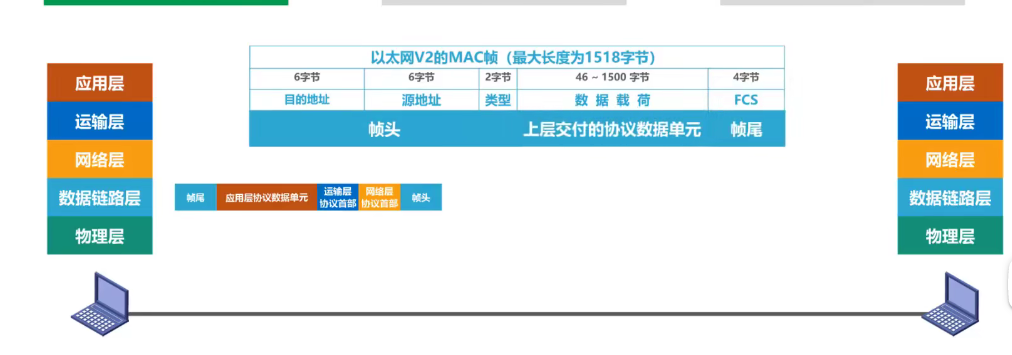 以太网V2的MAC帧（最大长度为1518字节）
6字节 6字节 2字节 46 ~ 1500 字节 4字节
目的地址 源地址 类型 数 据 载 荷 FCS
帧头 上层交付的协议数据单元 帧尾
应用层
运输层
网络层
数据链路层
物理层
帧尾 应用层协议数据单元 运输层协议首部 网络层协议首部 帧头
应用层
运输层
网络层
数据链路层
物理层